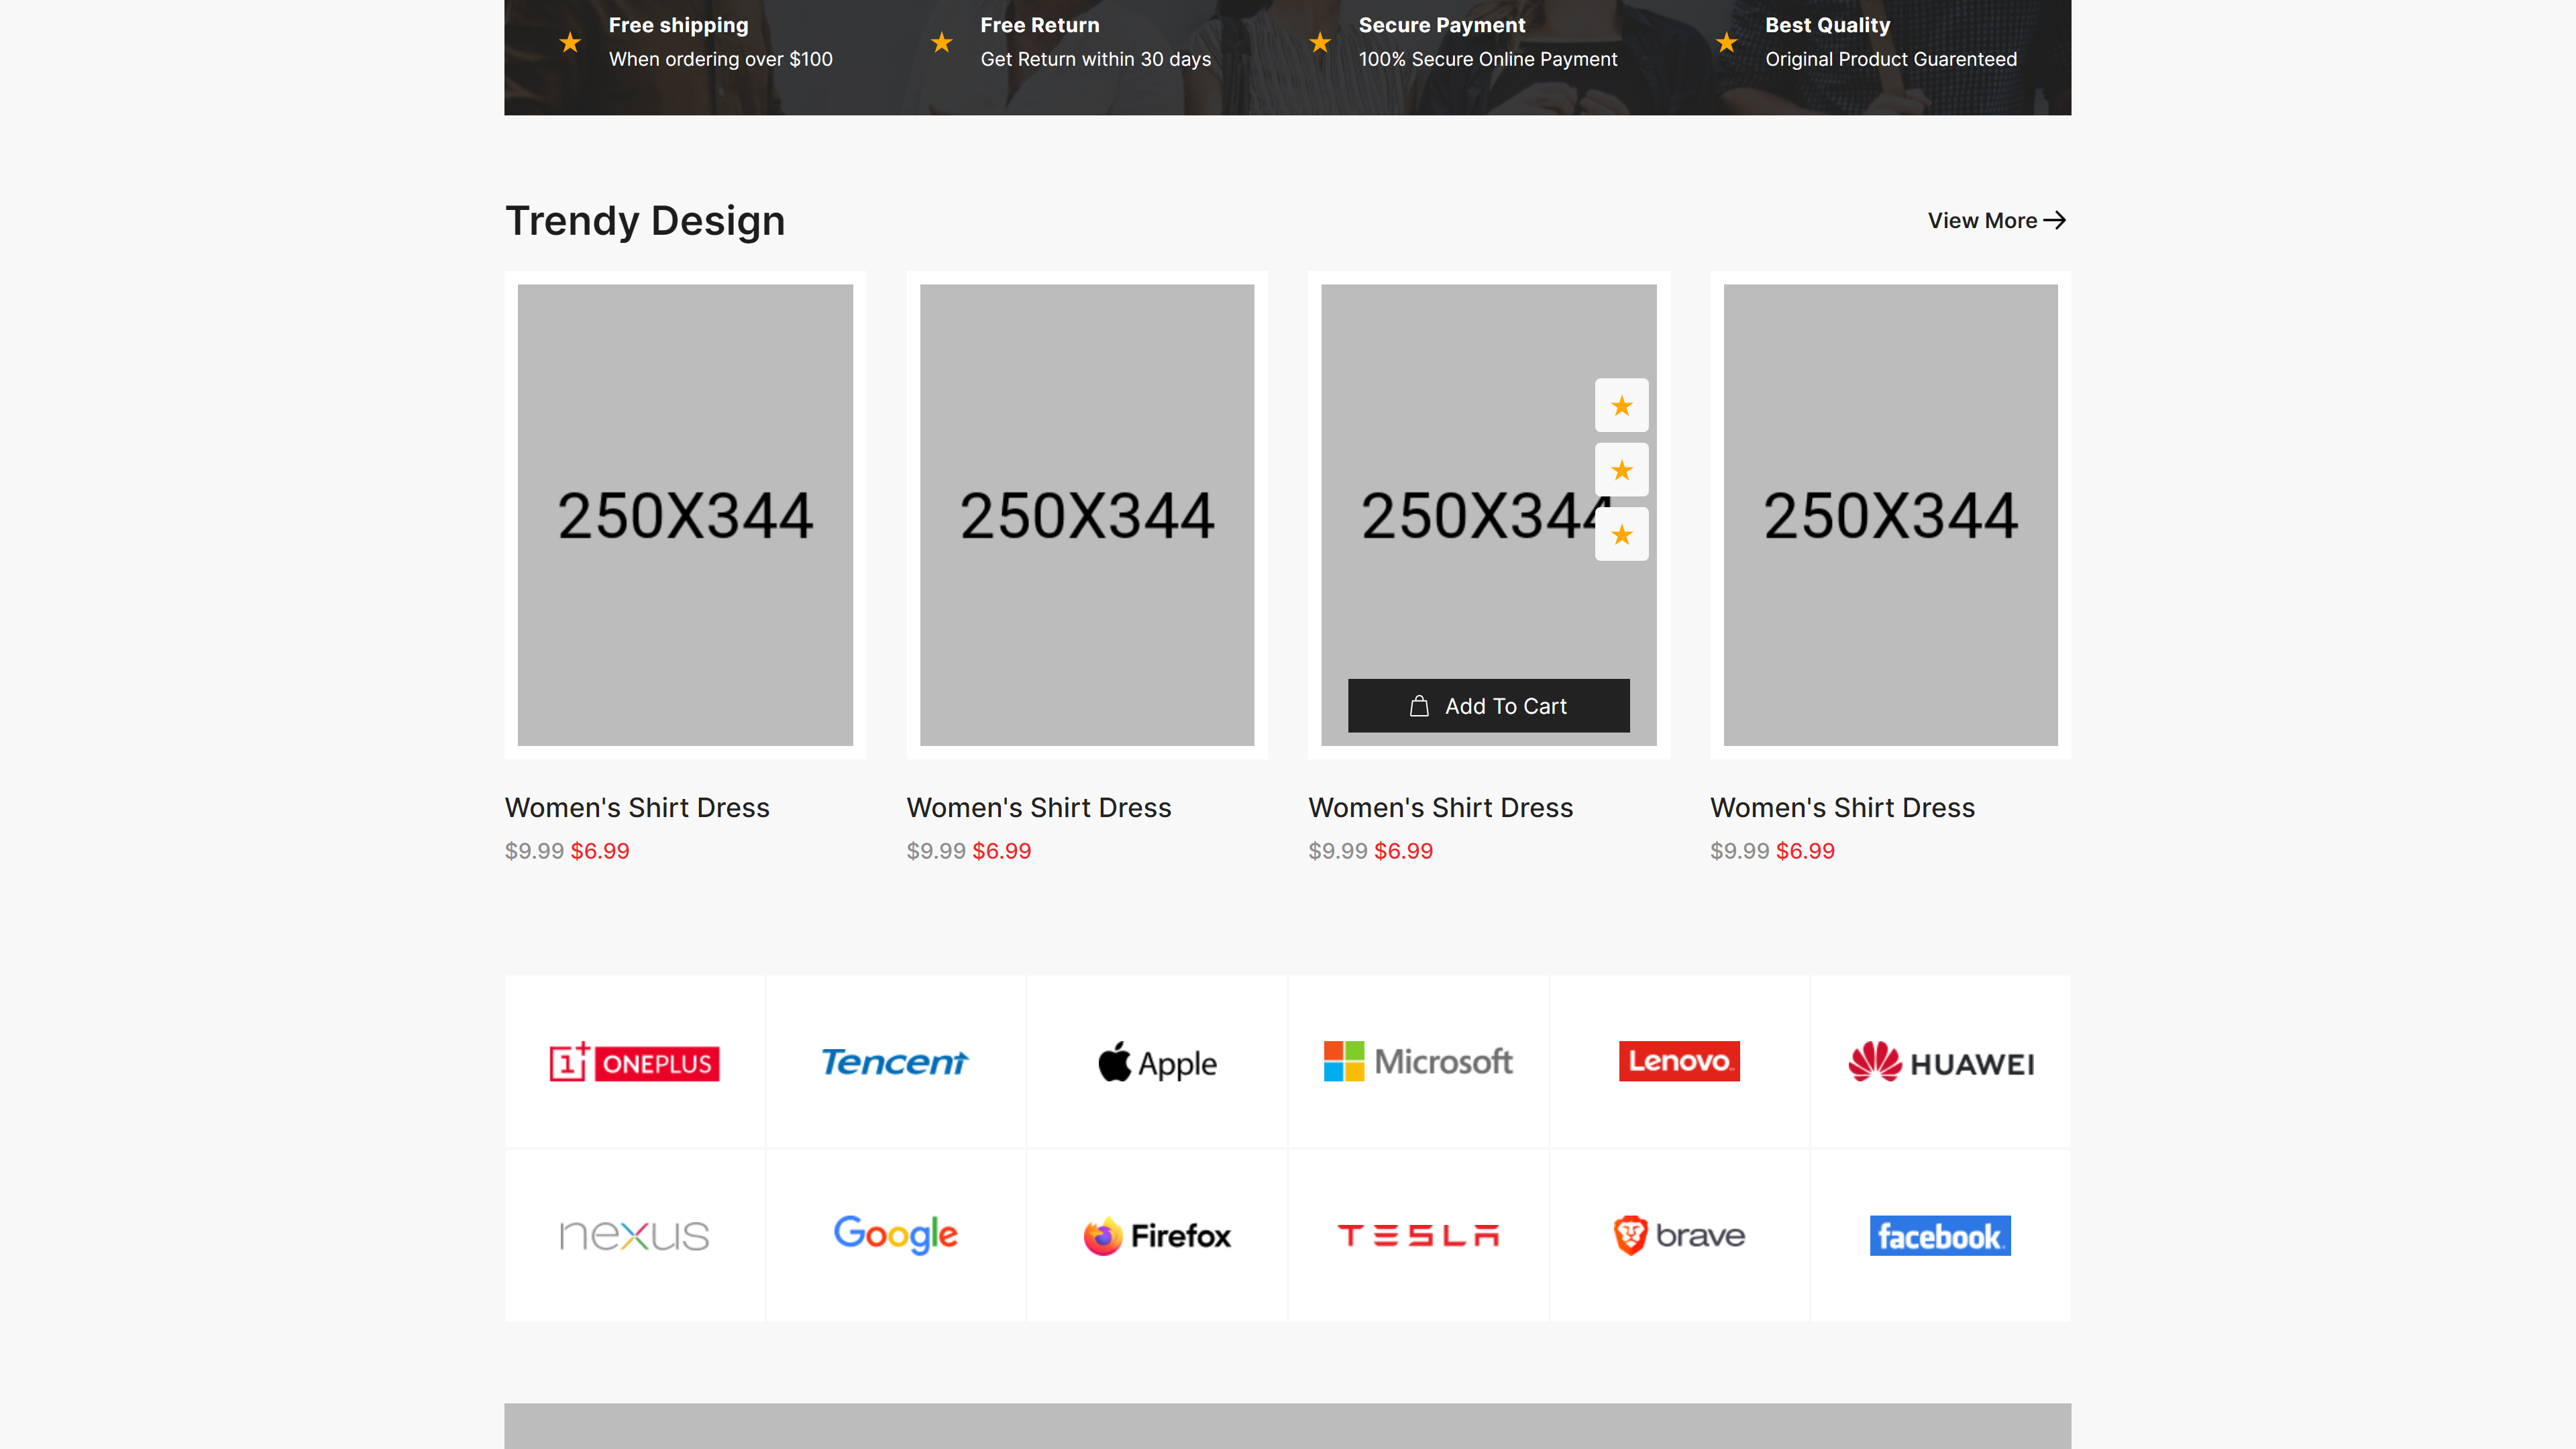 Free shipping
When ordering over $100
Free Return
Get Return within 30 days
Secure Payment
100% Secure Online Payment
Best Quality
Original Product Guarenteed
Trendy Design
View More
250X344
250X344
250X344
250X344
Add To Cart
Women's Shirt Dress
$9.99 $6.99
Women's Shirt Dress
$9.99 $6.99
Women's Shirt Dress
$9.99 $6.99
Women's Shirt Dress
$9.99 $6.99
1+ ONEPLUS
Tencent
Apple
Microsoft
Lenovo
HUAWEI
nexus
Google
Firefox
TESLA
brave
facebook